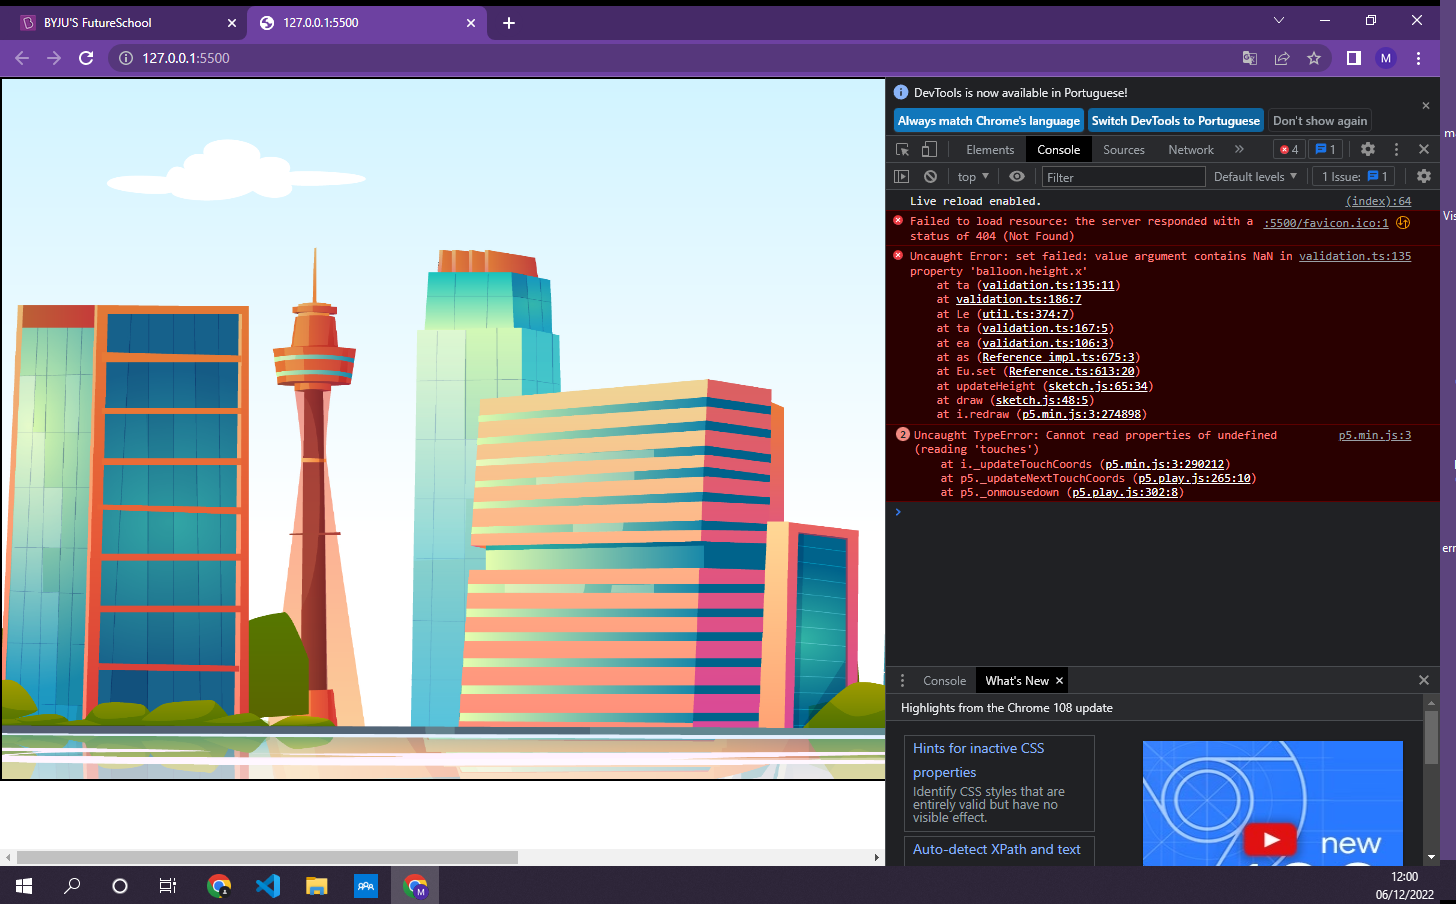 BYJU'S FutureSchool
127.0.0.1:5500
127.0.0.1:5500
M
DevTools is now available in Portuguese!
Always match Chrome's language
Switch DevTools to Portuguese
Don't show again
Elements
Console
Sources
Network
4
1
top
Filter
Default levels
1 Issue:
1
Live reload enabled.
(index):64
Failed to load resource: the server responded with a
:5500/favicon.ico:1
status of 404 (Not Found)
Uncaught Error: set failed: value argument contains NaN in
validation.ts:135
property 'balloon.height.x'
at ta (validation.ts:135:11)
at validation.ts:186:7
at Le (util.ts:374:7)
at ta (validation.ts:167:5)
at ea (validation.ts:106:3)
at as (Reference_impl.ts:675:3)
at Eu.set (Reference.ts:613:20)
at updateHeight (sketch.js:65:34)
at draw (sketch.js:48:5)
at i.redraw (p5.min.js:3:274898)
2
Uncaught TypeError: Cannot read properties of undefined
p5.min.js:3
(reading 'touches')
at i._updateTouchCoords (p5.min.js:3:290212)
at p5._updateNextTouchCoords (p5.play.js:265:10)
at p5._onmousedown (p5.play.js:302:8)
Console
What's New
Highlights from the Chrome 108 update
Hints for inactive CSS
properties
Identify CSS styles that are
entirely valid but have no
visible effect.
Auto-detect XPath and text
new
m
Vis
err
M
12:00
06/12/2022